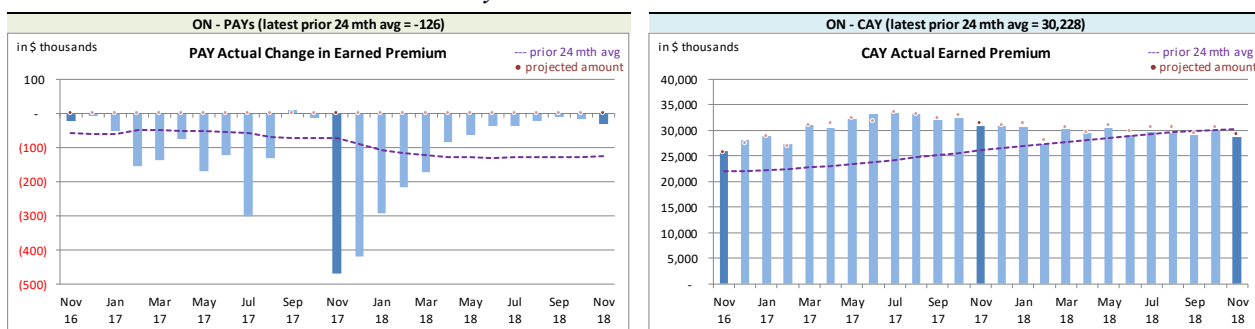 ON - PAYs (latest prior 24 mth avg = -126)
in $ thousands
PAY Actual Change in Earned Premium
--- prior 24 mth avg
● projected amount
100
-
(100)
(200)
(300)
(400)
(500)
Nov Jan Mar May Jul Sep Nov Jan Mar May Jul Sep Nov
16 17 17 17 17 17 17 18 18 18 18 18 18
ON - CAY (latest prior 24 mth avg = 30,228)
in $ thousands
CAY Actual Earned Premium
--- prior 24 mth avg
● projected amount
40,000
35,000
30,000
25,000
20,000
15,000
10,000
5,000
-
Nov Jan Mar May Jul Sep Nov Jan Mar May Jul Sep Nov
16 17 17 17 17 17 17 18 18 18 18 18 18